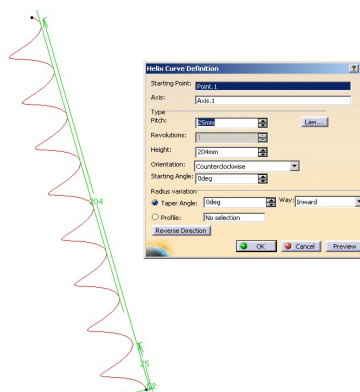 Helix Curve Definition
?
Starting Point: Point.1
Axis: Axis.1
Type
Pitch: 25mm Law...
Revolutions: 1
Height: 204mm
Orientation: Counterclockwise
Starting Angle: 0deg
Radius variation
Taper Angle: 0deg Way: Inward
Profile: No selection
Reverse Direction
OK Cancel Preview
204
25